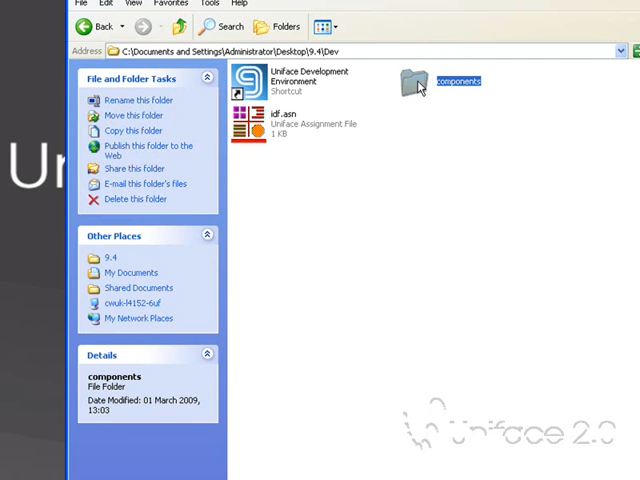 File Edit View Favorites Tools Help
Back Search Folders
Address C:\Documents and Settings\Administrator\Desktop\9.4\Dev
File and Folder Tasks
Rename this folder
Move this folder
Copy this folder
Publish this folder to the
Web
Share this folder
E-mail this folder's files
Delete this folder
Other Places
9.4
My Documents
Shared Documents
cwuk-l4152-6uf
My Network Places
Details
components
File Folder
Date Modified: 01 March 2009,
13:03
Uniface Development
Environment
Shortcut
components
idf.asn
Uniface Assignment File
1 KB
Un
Uniface 2.0